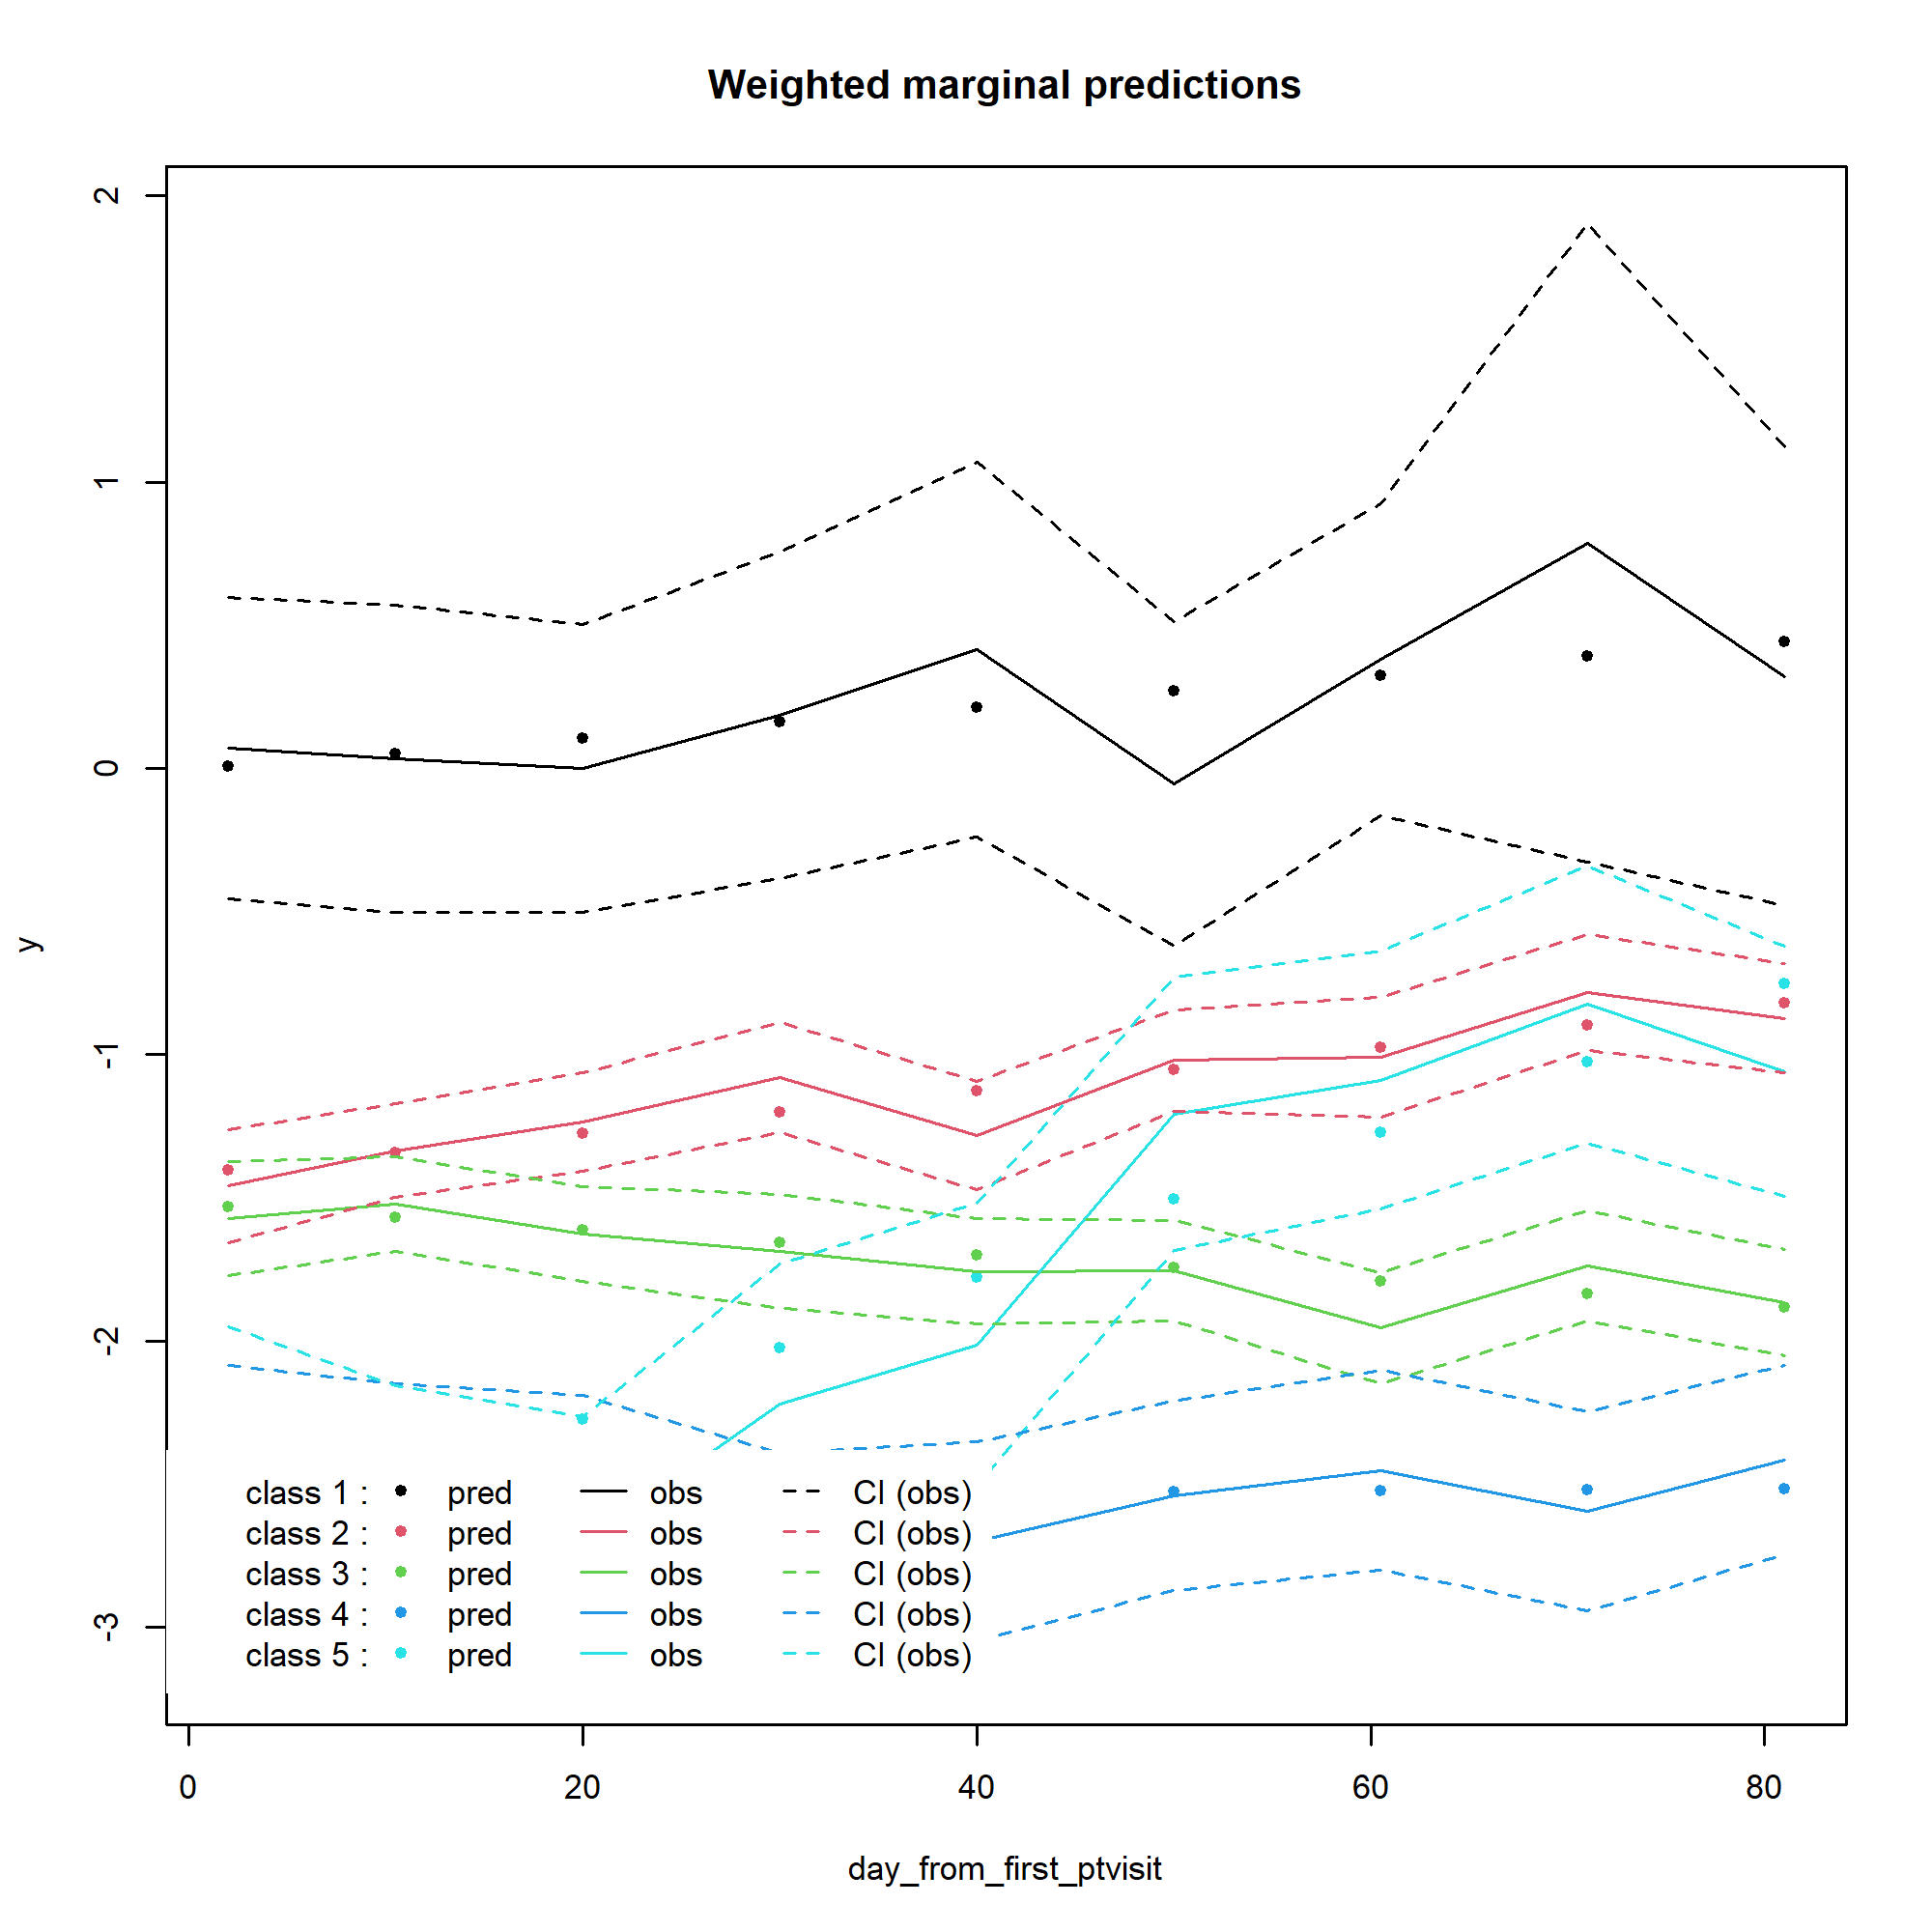 Weighted marginal predictions
2
1
0
-1
-2
-3
y
class 1 : pred obs CI (obs)
class 2 : pred obs CI (obs)
class 3 : pred obs CI (obs)
class 4 : pred obs CI (obs)
class 5 : pred obs CI (obs)
0 20 40 60 80
day_from_first_ptvisit